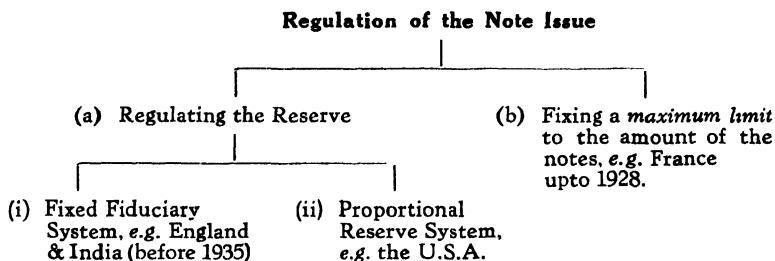 Regulation of the Note Issue
(a) Regulating the Reserve
(b) Fixing a maximum limit
to the amount of the
notes, e.g. France
upto 1928.
(i) Fixed Fiduciary
System, e.g. England
& India (before 1935)
(ii) Proportional
Reserve System,
e.g. the U.S.A.